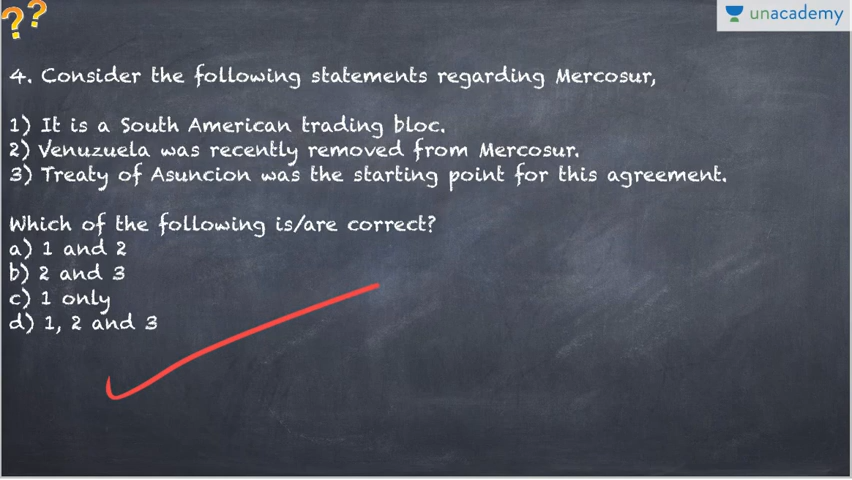 ??
unacademy
4. Consider the following statements regarding Mercosur,
1) It is a South American trading bloc.
2) Venuzuela was recently removed from Mercosur.
3) Treaty of Asuncion was the starting point for this agreement.
Which of the following is/are correct?
a) 1 and 2
b) 2 and 3
c) 1 only
d) 1, 2 and 3